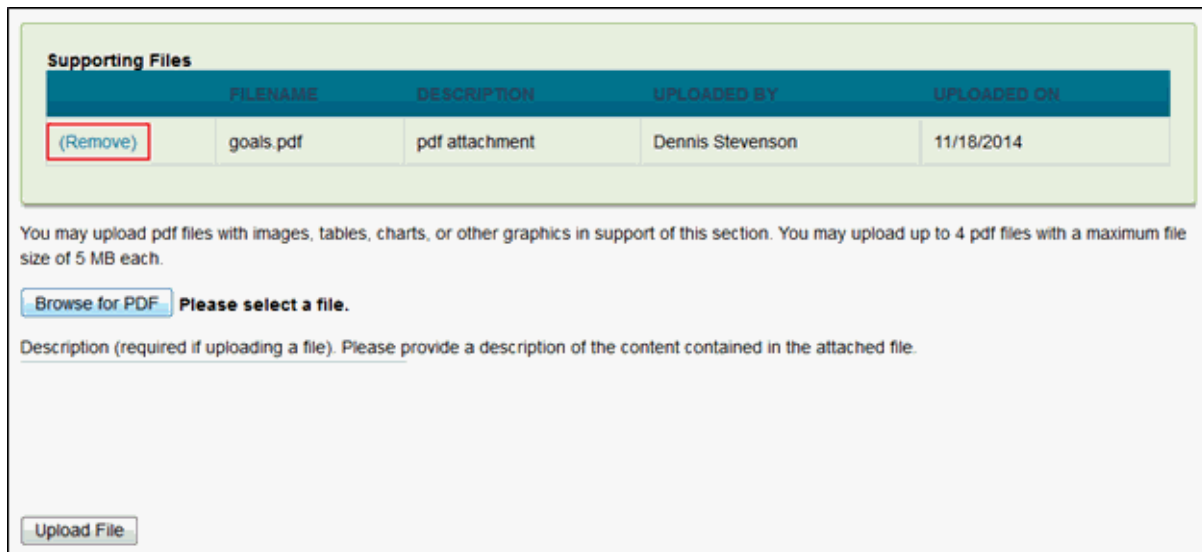 Supporting Files
FILENAME DESCRIPTION UPLOADED BY UPLOADED ON
(Remove) goals.pdf pdf attachment Dennis Stevenson 11/18/2014
You may upload pdf files with images, tables, charts, or other graphics in support of this section. You may upload up to 4 pdf files with a maximum file
size of 5 MB each.
Browse for PDF Please select a file.
Description (required if uploading a file). Please provide a description of the content contained in the attached file.
Upload File